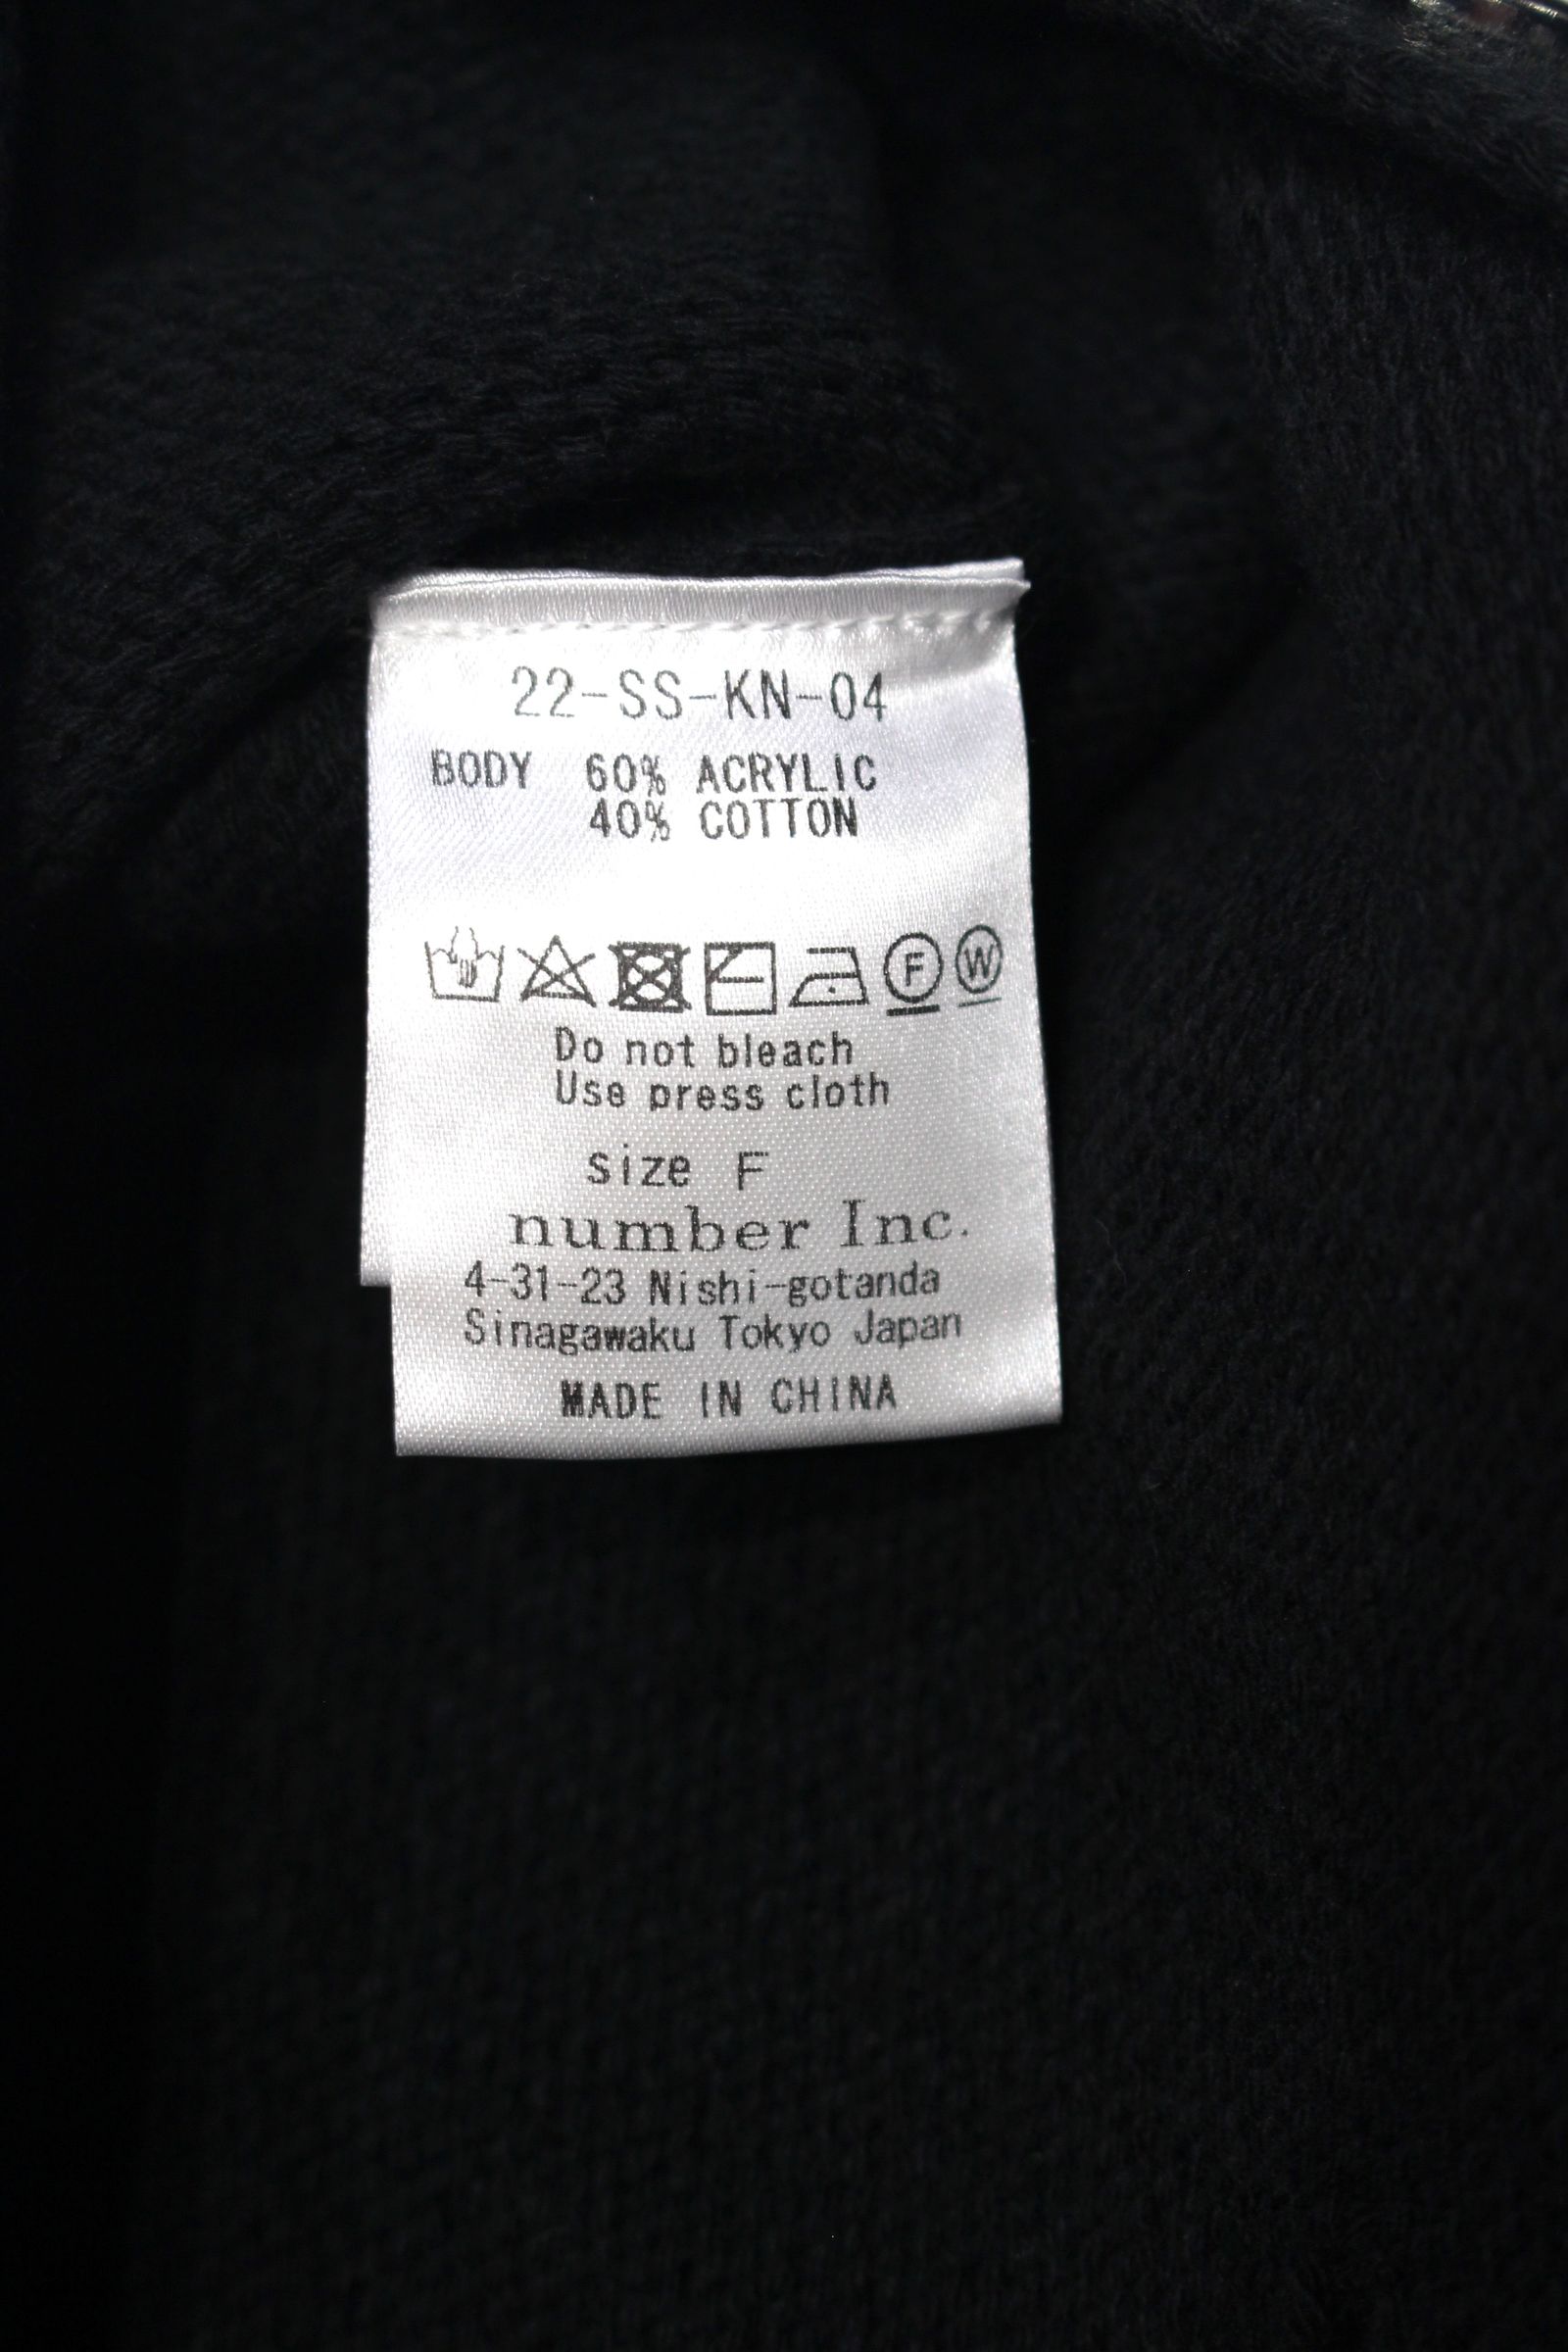 22-SS-KN-04
BODY 60% ACRYLIC
40% COTTON
F W
Do not bleach
Use press cloth
size F
number Inc.
4-31-23 Nishi-gotanda
Sinagawaku Tokyo Japan
MADE IN CHINA